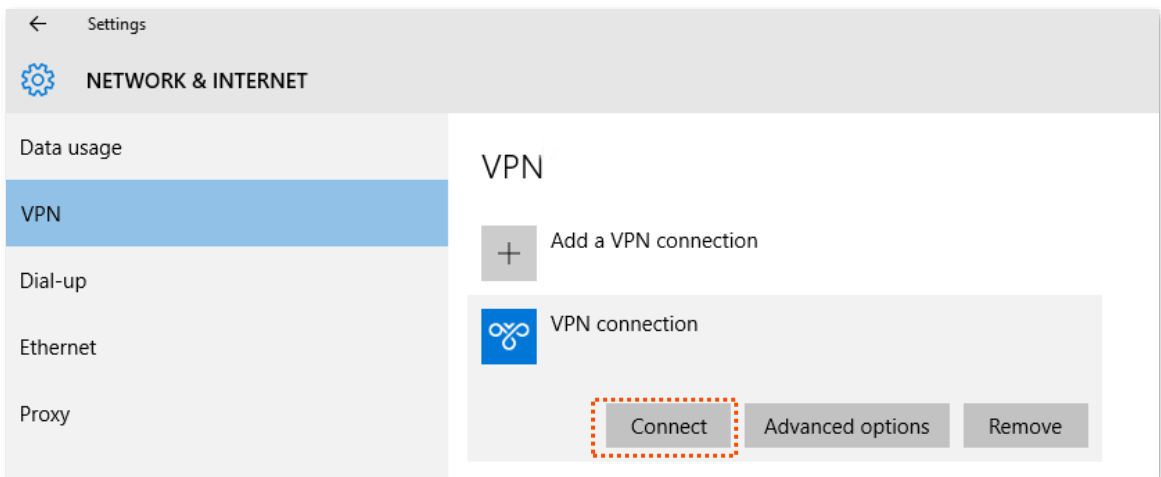 Settings
NETWORK & INTERNET
Data usage
VPN
Dial-up
Ethernet
Proxy
VPN
Add a VPN connection
VPN connection
Connect Advanced options Remove